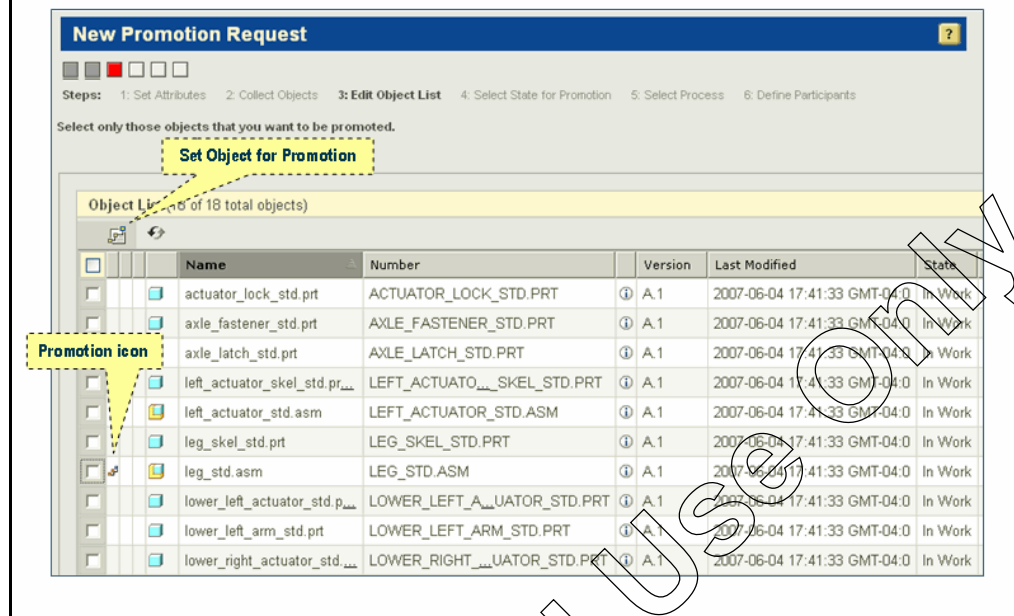 New Promotion Request
?
Steps: 1: Set Attributes 2: Collect Objects 3: Edit Object List 4: Select State for Promotion 5: Select Process 6: Define Participants
Select only those objects that you want to be promoted.
Set Object for Promotion
Object of 18 total objects)
Name Number Version Last Modified State
actuator_lock_std.prt ACTUATOR_LOCK_STD.PRT A.1 2007-06-04 17:41:33 GMT-04:0 In Work
axle_fastener_std.prt AXLE_FASTENER_STD.PRT A.1 2007-06-04 17:41:33 GMT-04:0 In Work
Promotion icon
axle_latch_std.prt AXLE_LATCH_STD.PRT A.1 2007-06-04 17:41:33 GMT-04:0 In Work
left_actuator_skel_std.pr... LEFT_ACTUATO..._SKEL_STD.PRT A.1 2007-06-04 17:41:33 GMT-04:0 In Work
left_actuator_std.asm LEFT_ACTUATOR_STD.ASM A.1 2007-06-04 17:41:33 GMT-04:0 In Work
leg_skel_std.prt LEG_SKEL_STD.PRT A.1 2007-06-04 17:41:33 GMT-04:0 In Work
leg_std.asm LEG_STD.ASM A.1 2007-06-04 17:41:33 GMT-04:0 In Work
lower_left_actuator_std.p... LOWER_LEFT_A...UATOR_STD.PRT A.1 2007-06-04 17:41:33 GMT-04:0 In Work
lower_left_arm_std.prt LOWER_LEFT_ARM_STD.PRT A.1 2007-06-04 17:41:33 GMT-04:0 In Work
lower_right_actuator_std.... LOWER_RIGHT_...UATOR_STD.PRT A.1 2007-06-04 17:41:33 GMT-04:0 In Work
Use Only